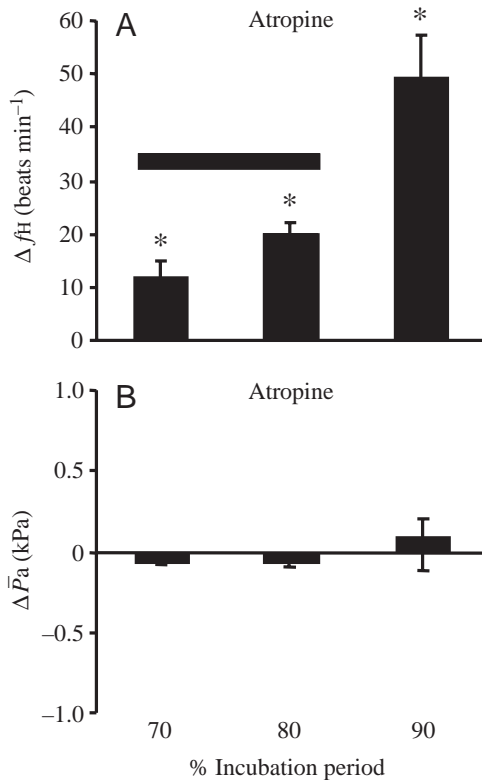 A
Atropine
60
50
40
30
20
10
0
Δ fH (beats min⁻¹)
*
*
*
B
Atropine
1.0
0.5
0
–0.5
–1.0
ΔP̅a (kPa)
70 80 90
% Incubation period